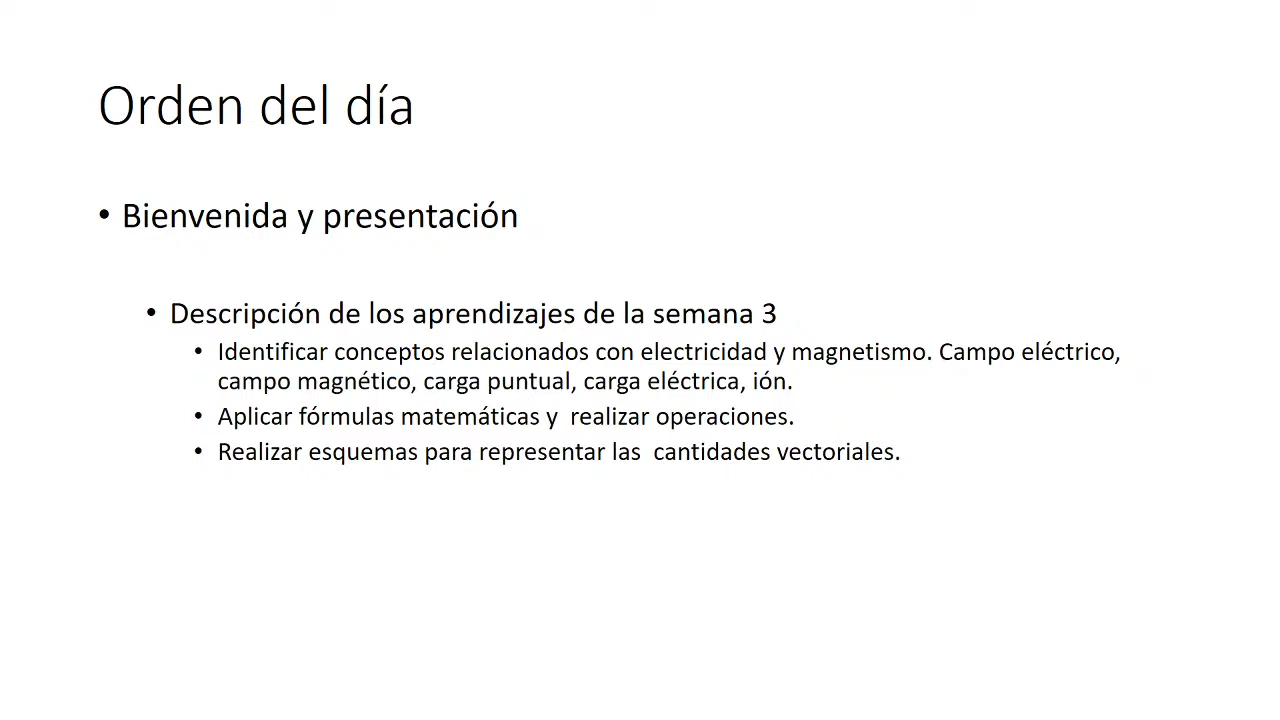 Orden del día
• Bienvenida y presentación
• Descripción de los aprendizajes de la semana 3
• Identificar conceptos relacionados con electricidad y magnetismo. Campo eléctrico,
campo magnético, carga puntual, carga eléctrica, ión.
• Aplicar fórmulas matemáticas y  realizar operaciones.
• Realizar esquemas para representar las  cantidades vectoriales.